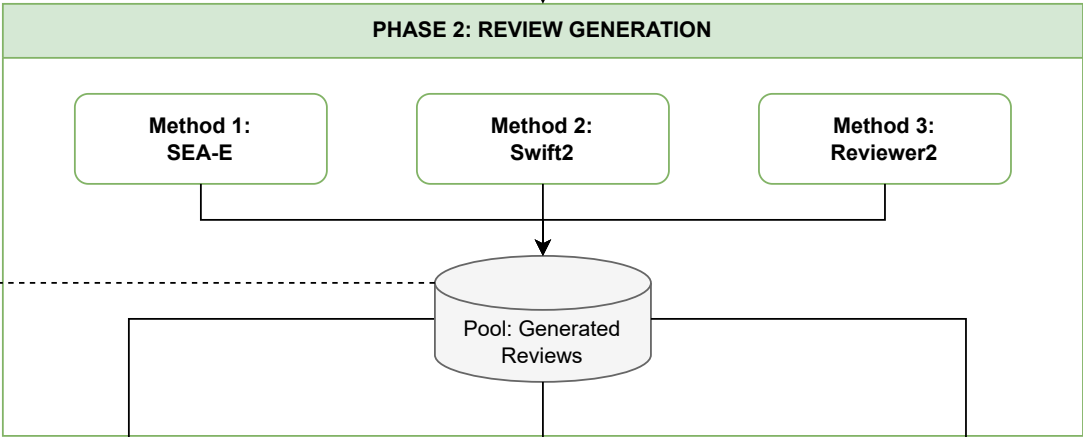 PHASE 2: REVIEW GENERATION
Method 1:
SEA-E
Method 2:
Swift2
Method 3:
Reviewer2
Pool: Generated
Reviews